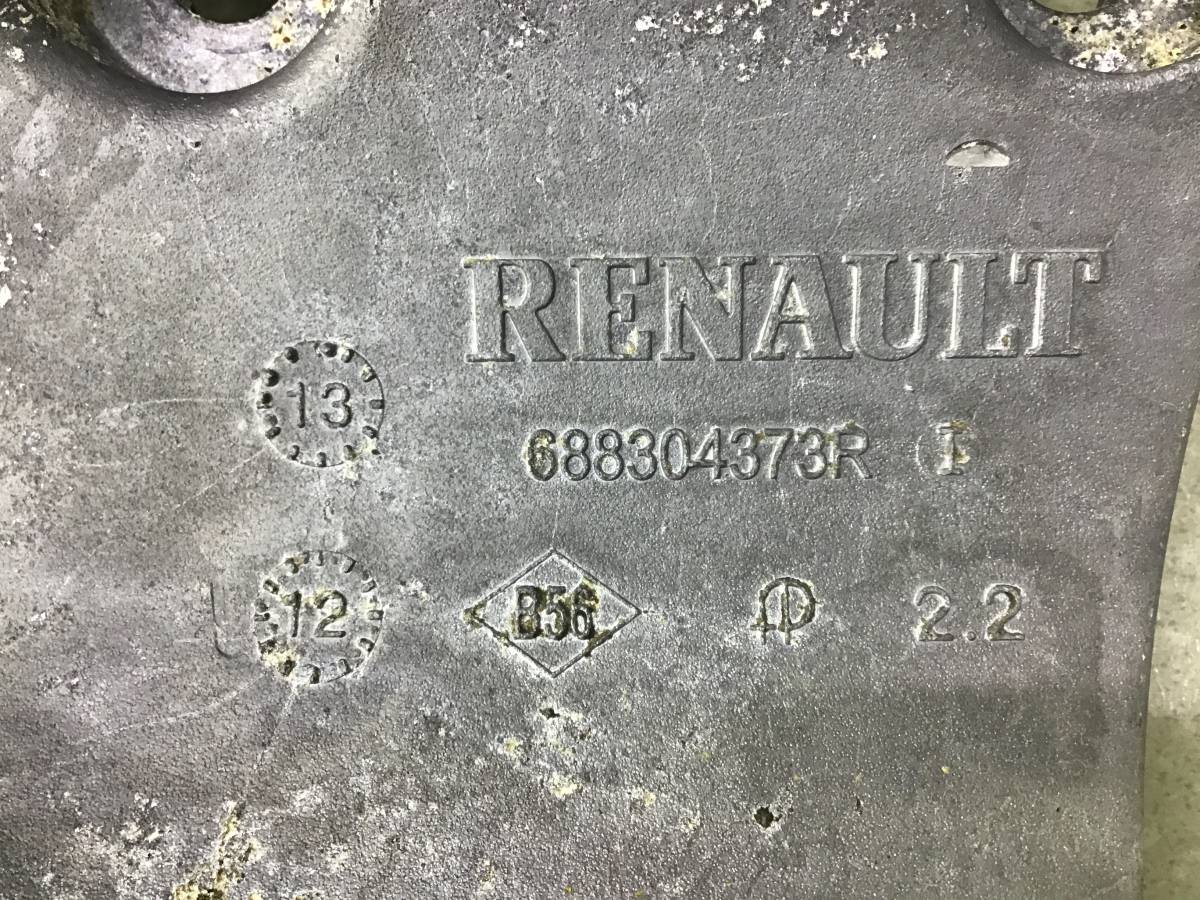 RENAULT
13
688304373R I
12 B56 2.2